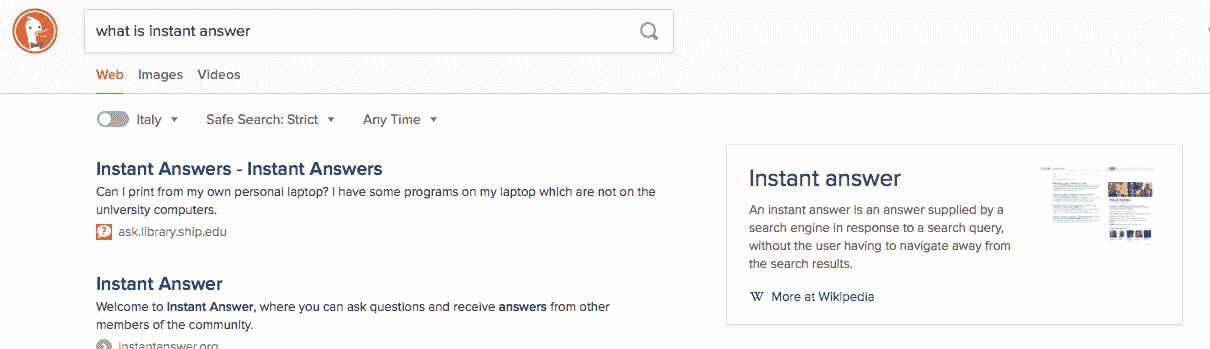 what is instant answer
Web Images Videos
Italy Safe Search: Strict Any Time
Instant Answers - Instant Answers
Can I print from my own personal laptop? I have some programs on my laptop which are not on the
university computers.
ask.library.ship.edu
Instant Answer
Welcome to Instant Answer, where you can ask questions and receive answers from other
members of the community.
instantanswer.org
Instant answer
An instant answer is an answer supplied by a
search engine in response to a search query,
without the user having to navigate away from
the search results.
W More at Wikipedia